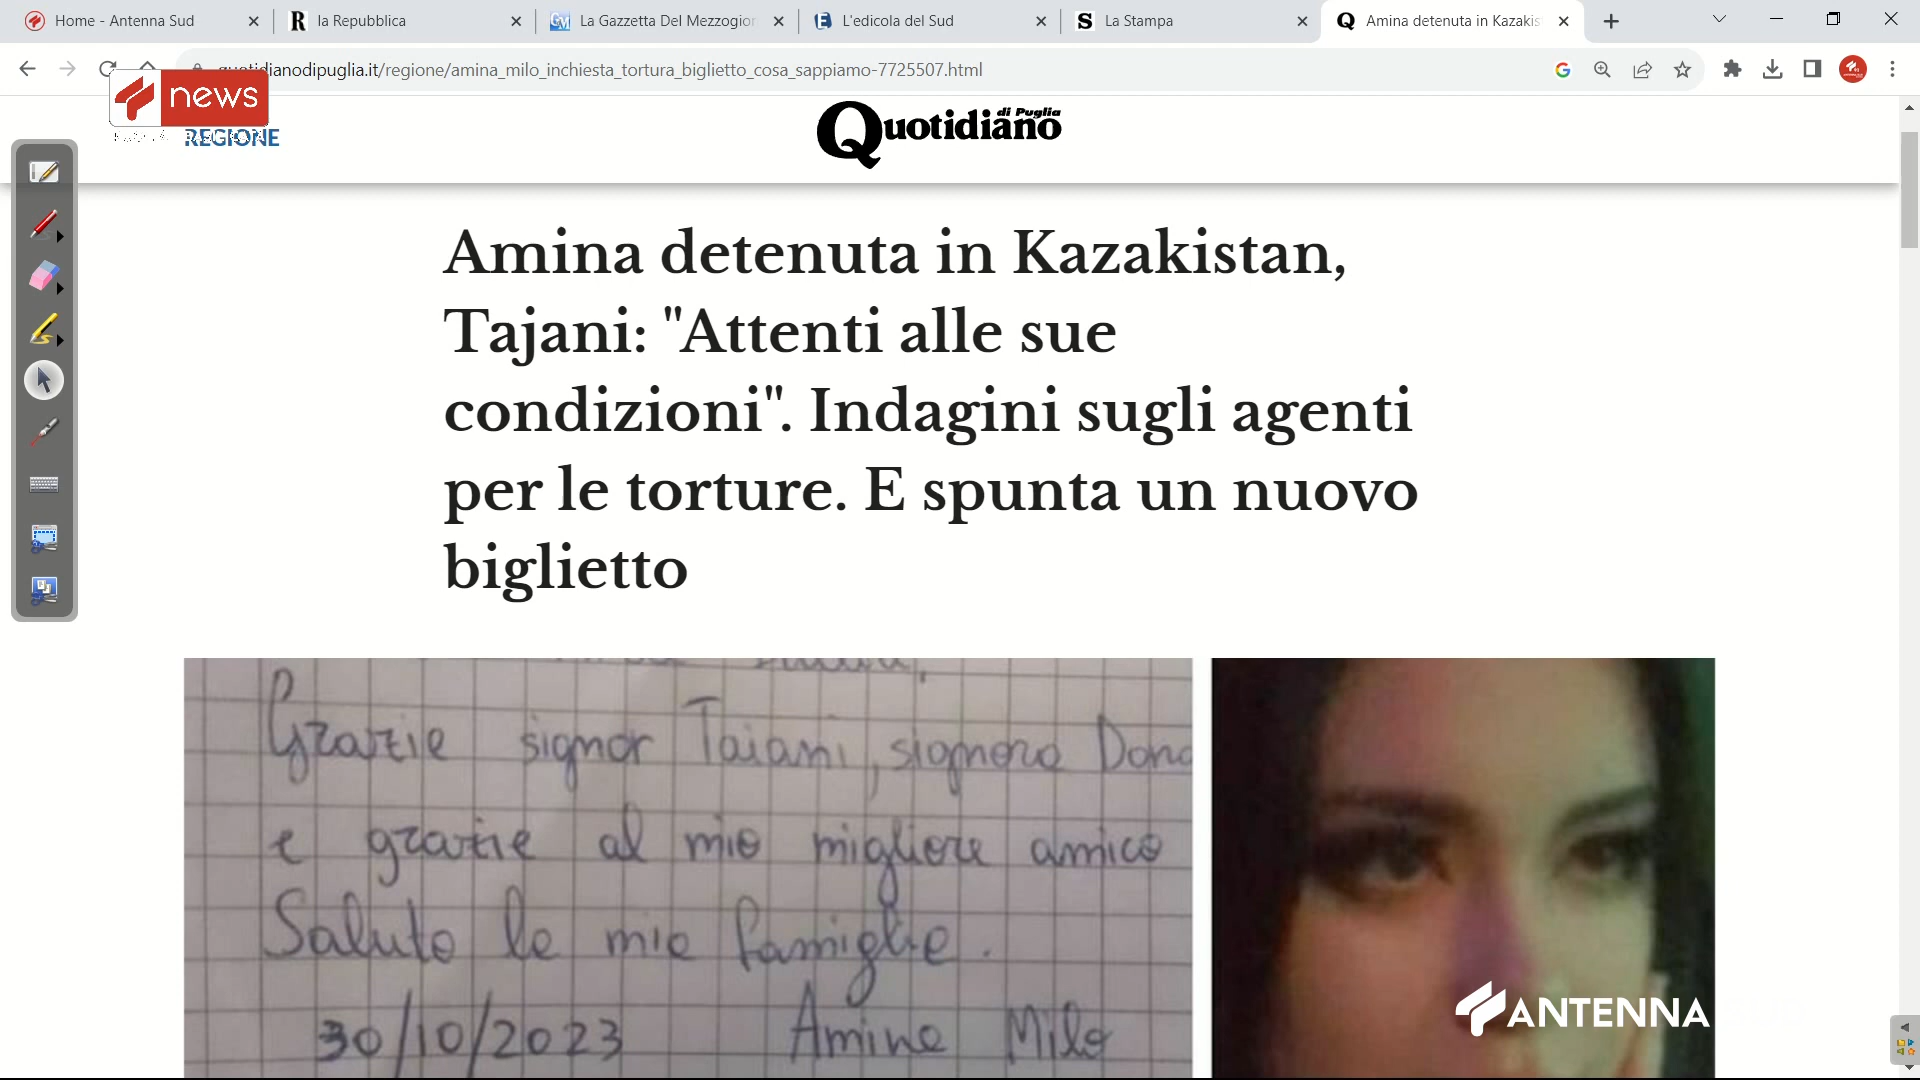 Home - Antenna Sud
la Repubblica
La Gazzetta Del Mezzogior
L'edicola del Sud
La Stampa
Amina detenuta in Kazakis
quotidianodipuglia.it/regione/amina_milo_inchiesta_tortura_biglietto_cosa_sappiamo-7725507.html
news
REGIONE
Quotidiano
di Puglia
Amina detenuta in Kazakistan,
Tajani: "Attenti alle sue
condizioni". Indagini sugli agenti
per le torture. E spunta un nuovo
biglietto
Grazie signor Taiani, signora Dona
e grazie al mio migliore amico
Saluto le mie famiglie.
30/10/2023 Amina Milo
ANTENNA